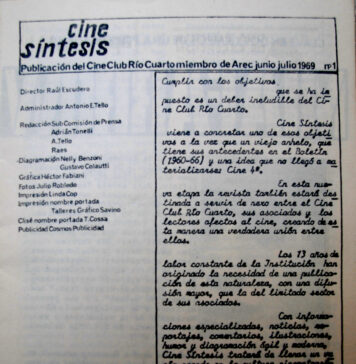 cine
síntesis
Publicación del Cine Club Río Cuarto miembro de Arec junio julio 1969 nº1
Director Raúl Escudero
Administrador: Antonio E.Tello
Redacción Sub Comisión de Prensa
Adrián Tonelli
A.Tello
Raes
-Diagramación Nelly Benzoni
Gustavo Colautti
Gráfica Héctor Fabiani
Fotos Julio Robledo
Impresión Linda Cop
Impresión nombre portada
Talleres Gráfico Savino
Clisé nombre portada T.Cossa
Publicidad Cosmos Publicidad
Cumplir con los objetivos
que se ha im
puesto es un deber ineludible del Ci-
ne Club Río Cuarto.
Cine Síntesis
viene a concretar uno de esos objeti
vos a la vez que un viejo anhelo, que
tiene sus antecedentes en el Boletín
(1960-66) y una idea que no llegó a ma
terializarse: Cine 4º.
En esta nue-
va etapa la revista también estará des
tinada a servir de nexo entre el Cine
Club Río Cuarto, sus asociados y los
lectores afectos al cine, creando de es
ta manera una verdadera unión entre
ellos.
Los 13 años de
labor constante de la Institución han
originado la necesidad de una publica-
ción de esta naturaleza, con una difu-
sión mayor, que la del limitado sector
de sus asociados.
Con informa-
ciones especializadas, noticias, re-
portajes, comentarios, ilustraciones,
humor y diagramación ágil y moderna,
Cine Síntesis tratará de llenar un va